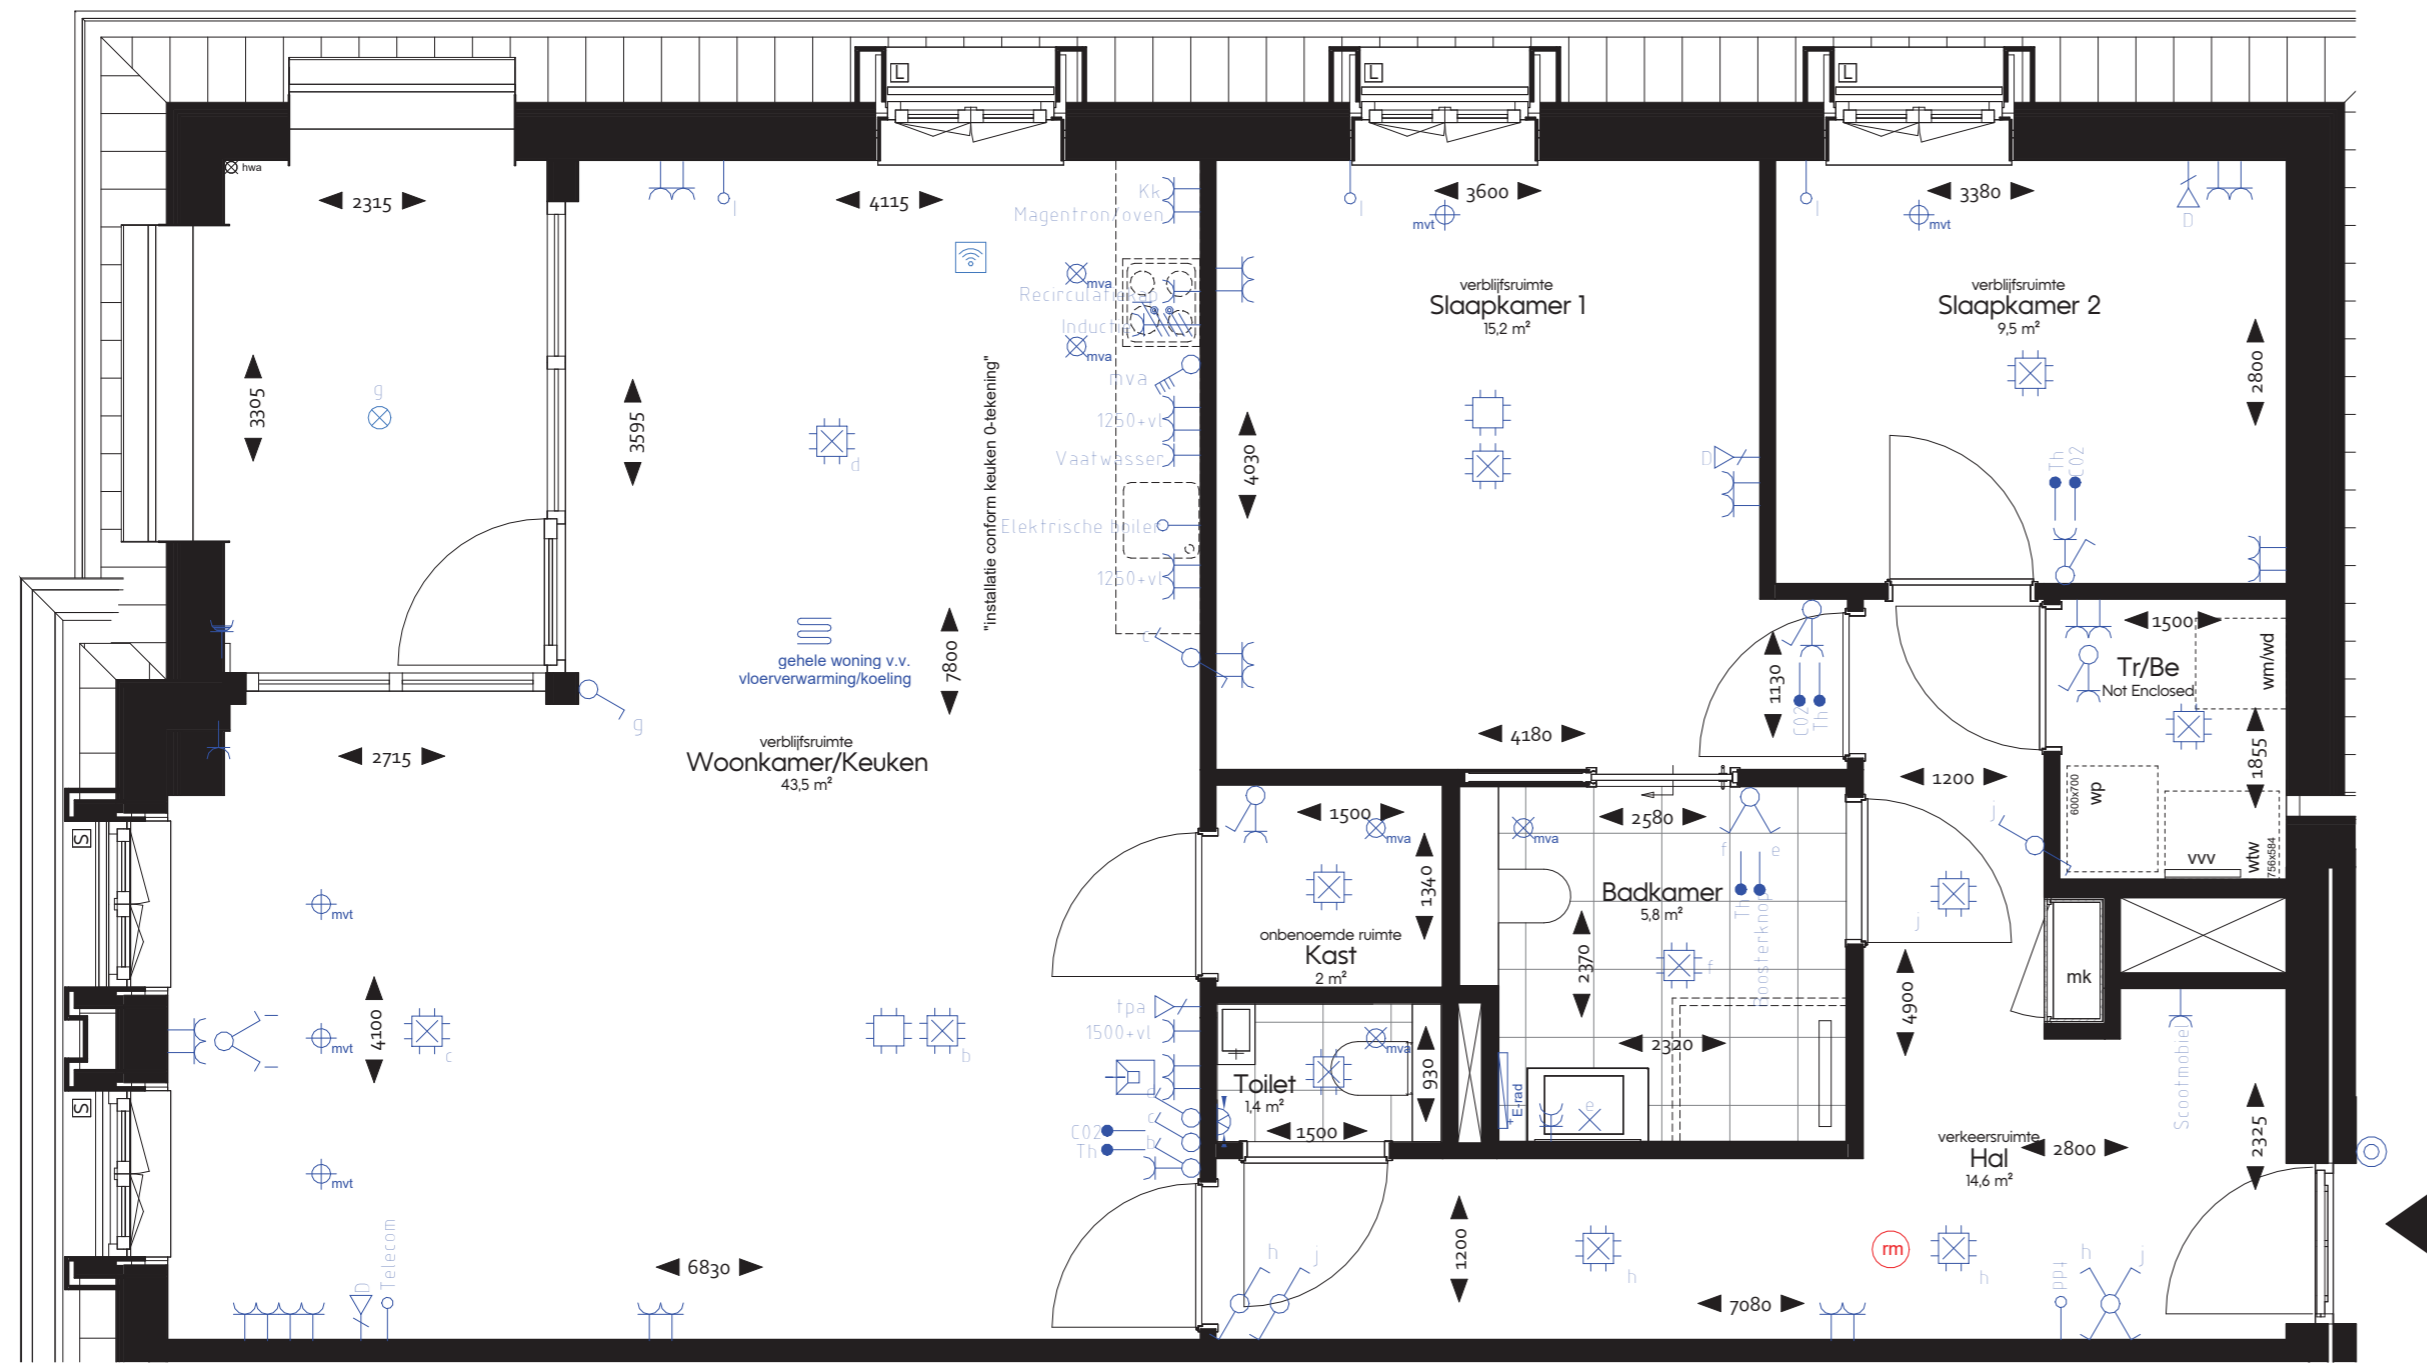 L
L
L
hwa
2315
4115
3600
3380
l
l
l
Kk
Magentron/oven
mvt
mvt
D
mva
Recirculatiekap
Inductie
mva
mva
verblijfsruimte
Slaapkamer 1
15,2 m²
verblijfsruimte
Slaapkamer 2
9,5 m²
3305
g
3595
d
"installatie conform keuken 0-tekening"
1250+vl
Vaatwasser
Elektrische boiler
1250+vl
4030
D
2800
Th
CO2
gehele woning v.v.
vloerverwarming/koeling
7800
c
g
1130
CO2
Th
1500
Tr/Be
Not Enclosed
wm/wd
2715
verblijfsruimte
Woonkamer/Keuken
43,5 m²
4180
1200
1855
600x700
wp
vvv
wtw
756x584
S
1500
mva
1340
onbenoemde ruimte
Kast
2 m²
mva
2580
f
e
Badkamer
5,8 m²
Th
Boosterknop
2370
f
2320
j
j
4900
mk
mvt
mvt
mvt
4100
c
b
l
l
S
tpa
1500+vl
d
c
b
CO2
Th
Toilet
1,4 m²
mva
930
1500
E-rad
e
Scootmobiel
verkeersruimte
Hal
14,6 m²
2800
2325
D
Telecom
6830
h
j
1200
h
7080
rm
h
h
j